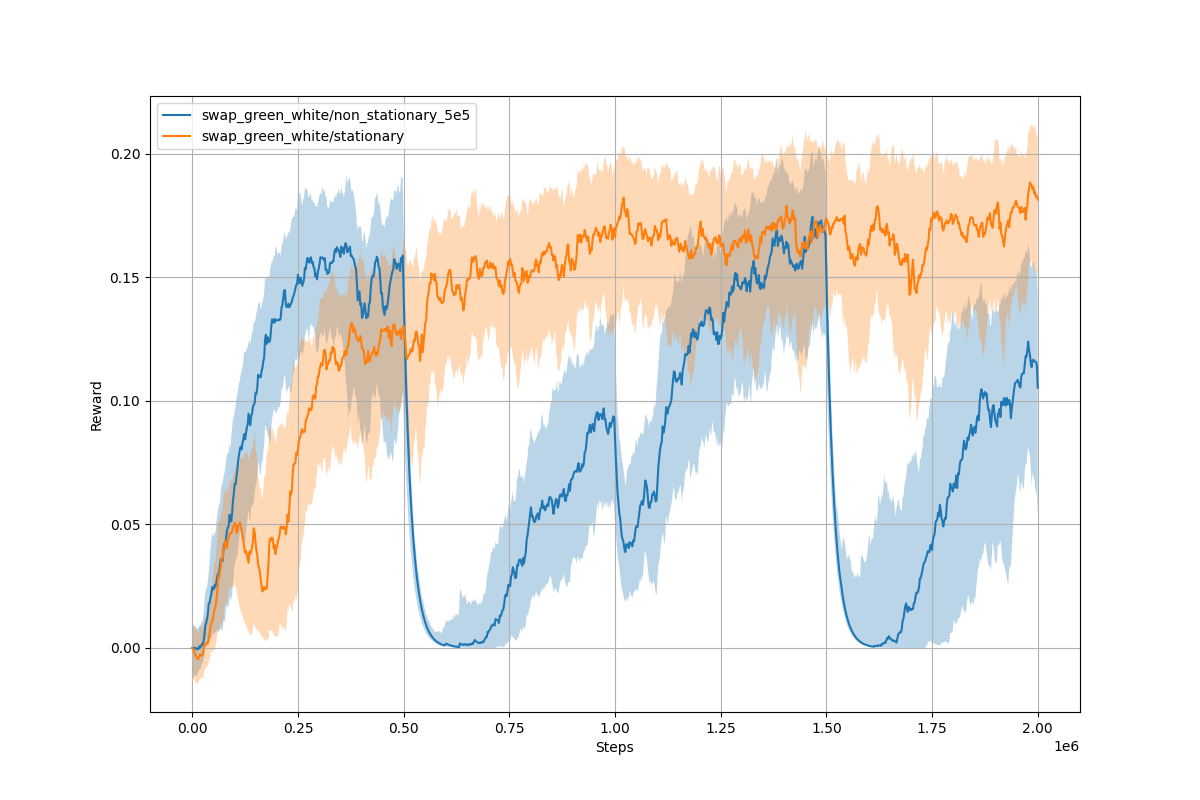 swap_green_white/non_stationary_5e5
swap_green_white/stationary
Reward
0.20
0.15
0.10
0.05
0.00
0.00 0.25 0.50 0.75 1.00 1.25 1.50 1.75 2.00
Steps
1e6